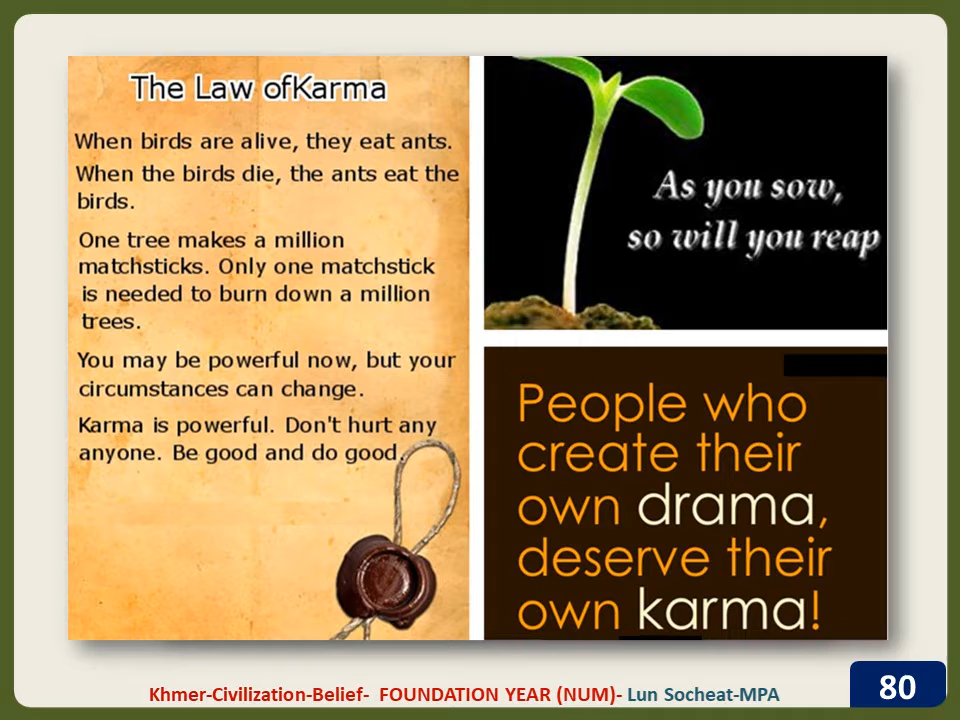 The Law ofKarma
When birds are alive, they eat ants.
When the birds die, the ants eat the
birds.
One tree makes a million
matchsticks. Only one matchstick
is needed to burn down a million
trees.
You may be powerful now, but your
circumstances can change.
Karma is powerful. Don't hurt any
anyone. Be good and do good.
As you sow,
so will you reap
People who
create their
own drama,
deserve their
own karma!
Khmer-Civilization-Belief- FOUNDATION YEAR (NUM)- Lun Socheat-MPA
80